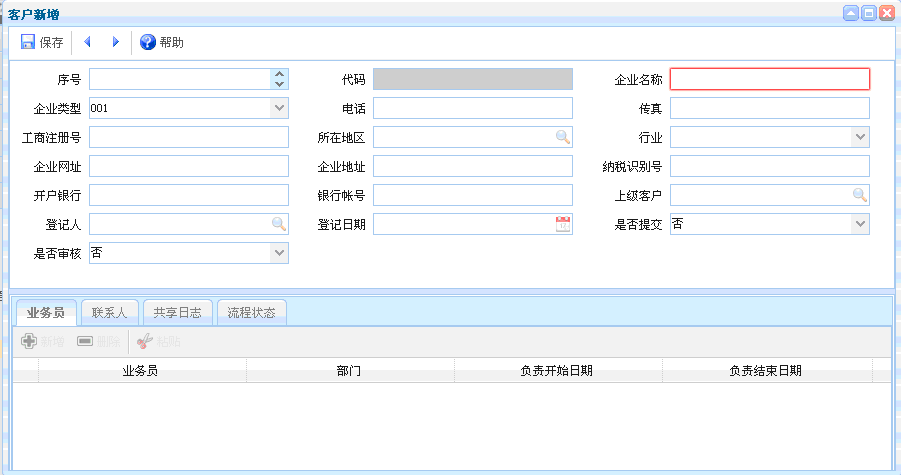 客户新增
保存 帮助
序号 代码 企业名称
企业类型 001 电话 传真
工商注册号 所在地区 行业
企业网址 企业地址 纳税识别号
开户银行 银行帐号 上级客户
登记人 登记日期 是否提交 否
是否审核 否
业务员 联系人 共享日志 流程状态
新增 删除 粘贴
业务员 部门 负责开始日期 负责结束日期